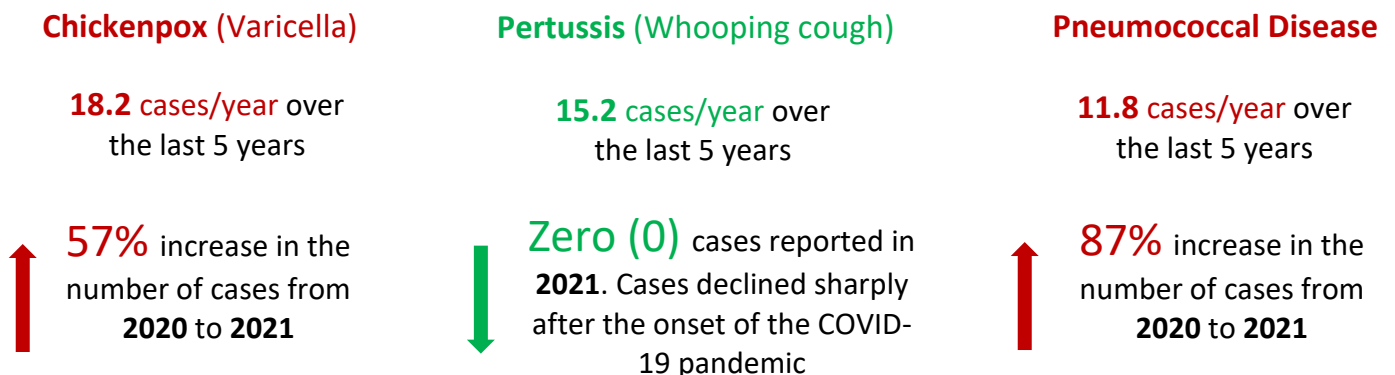 Chickenpox (Varicella)
18.2 cases/year over
the last 5 years
57% increase in the
number of cases from
2020 to 2021
Pertussis (Whooping cough)
15.2 cases/year over
the last 5 years
Zero (0) cases reported in
2021. Cases declined sharply
after the onset of the COVID-
19 pandemic
Pneumococcal Disease
11.8 cases/year over
the last 5 years
87% increase in the
number of cases from
2020 to 2021